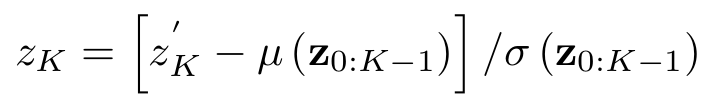 $z_K = \left[ z_K^{'} - \mu \left( \mathbf{z}_{0:K-1} \right) \right] / \sigma \left( \mathbf{z}_{0:K-1} \right)$